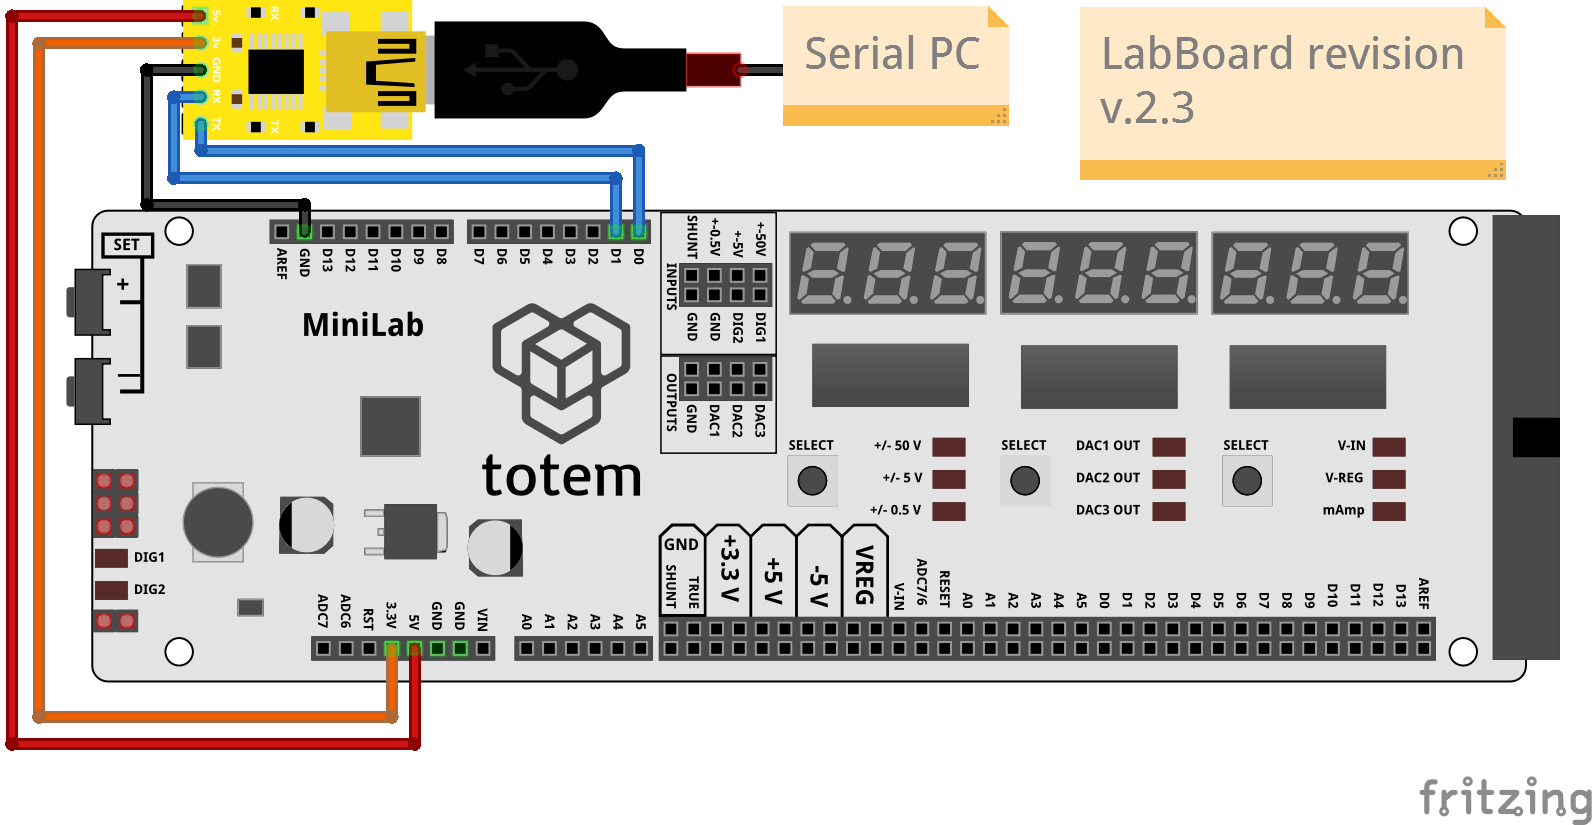 5v
3v
GND
RX
TX
RX
TX
Serial PC
LabBoard revision
v.2.3
SET
+
AREF
GND
D13
D12
D11
D10
D9
D8
D7
D6
D5
D4
D3
D2
D1
D0
SHUNT
+-0.5V
+-5V
+-50V
INPUTS
GND
GND
DIG2
DIG1
OUTPUTS
GND
DAC1
DAC2
DAC3
MiniLab
totem
SELECT
+/- 50 V
+/- 5 V
+/- 0.5 V
SELECT
DAC1 OUT
DAC2 OUT
DAC3 OUT
SELECT
V-IN
V-REG
mAmp
DIG1
DIG2
ADC7
ADC6
RST
3.3V
5V
GND
GND
VIN
A0
A1
A2
A3
A4
A5
GND
SHUNT
TRUE
+3.3 V
+5 V
-5 V
VREG
V-IN
ADC7/6
RESET
A0
A1
A2
A3
A4
A5
D0
D1
D2
D3
D4
D5
D6
D7
D8
D9
D10
D11
D12
D13
AREF
fritzing